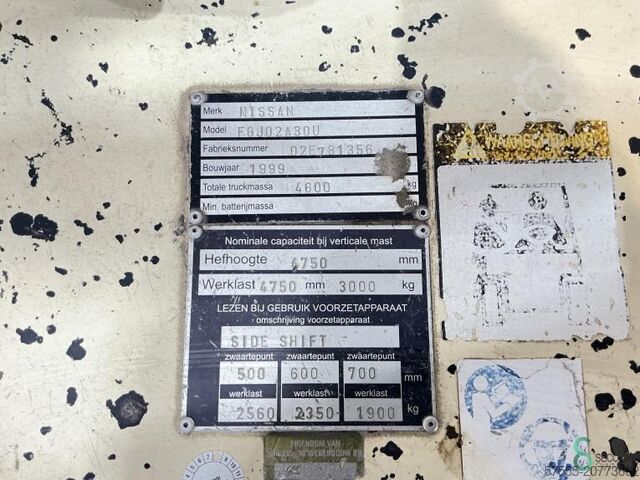 Merk NISSAN
Model FGJ02A30U
Fabrieksnummer 02F781356
Bouwjaar 1999
Totale truckmassa 4600 kg
Min. batterijmassa kg
Nominale capaciteit bij verticale mast
Hefhoogte 4750 mm
Werklast 4750 mm 3000 kg
LEZEN BIJ GEBRUIK VOORZETAPPARAAT
omschrijving voorzetapparaat
SIDE SHIFT
zwaartepunt zwaartepunt zwaartepunt
500 600 700 mm
werklast werklast werklast
2560 2350 1900 kg
EIGENDOM VAN